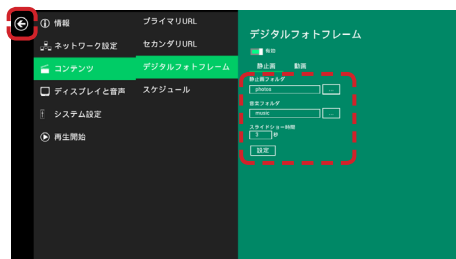 情報
ネットワーク設定
コンテンツ
ディスプレイと音声
システム設定
再生開始
プライマリURL
セカンダリURL
デジタルフォトフレーム
スケジュール
デジタルフォトフレーム
有効
静止画 動画
静止画フォルダ
photos ...
音楽フォルダ
music ...
スライドショー時間
3 秒
設定